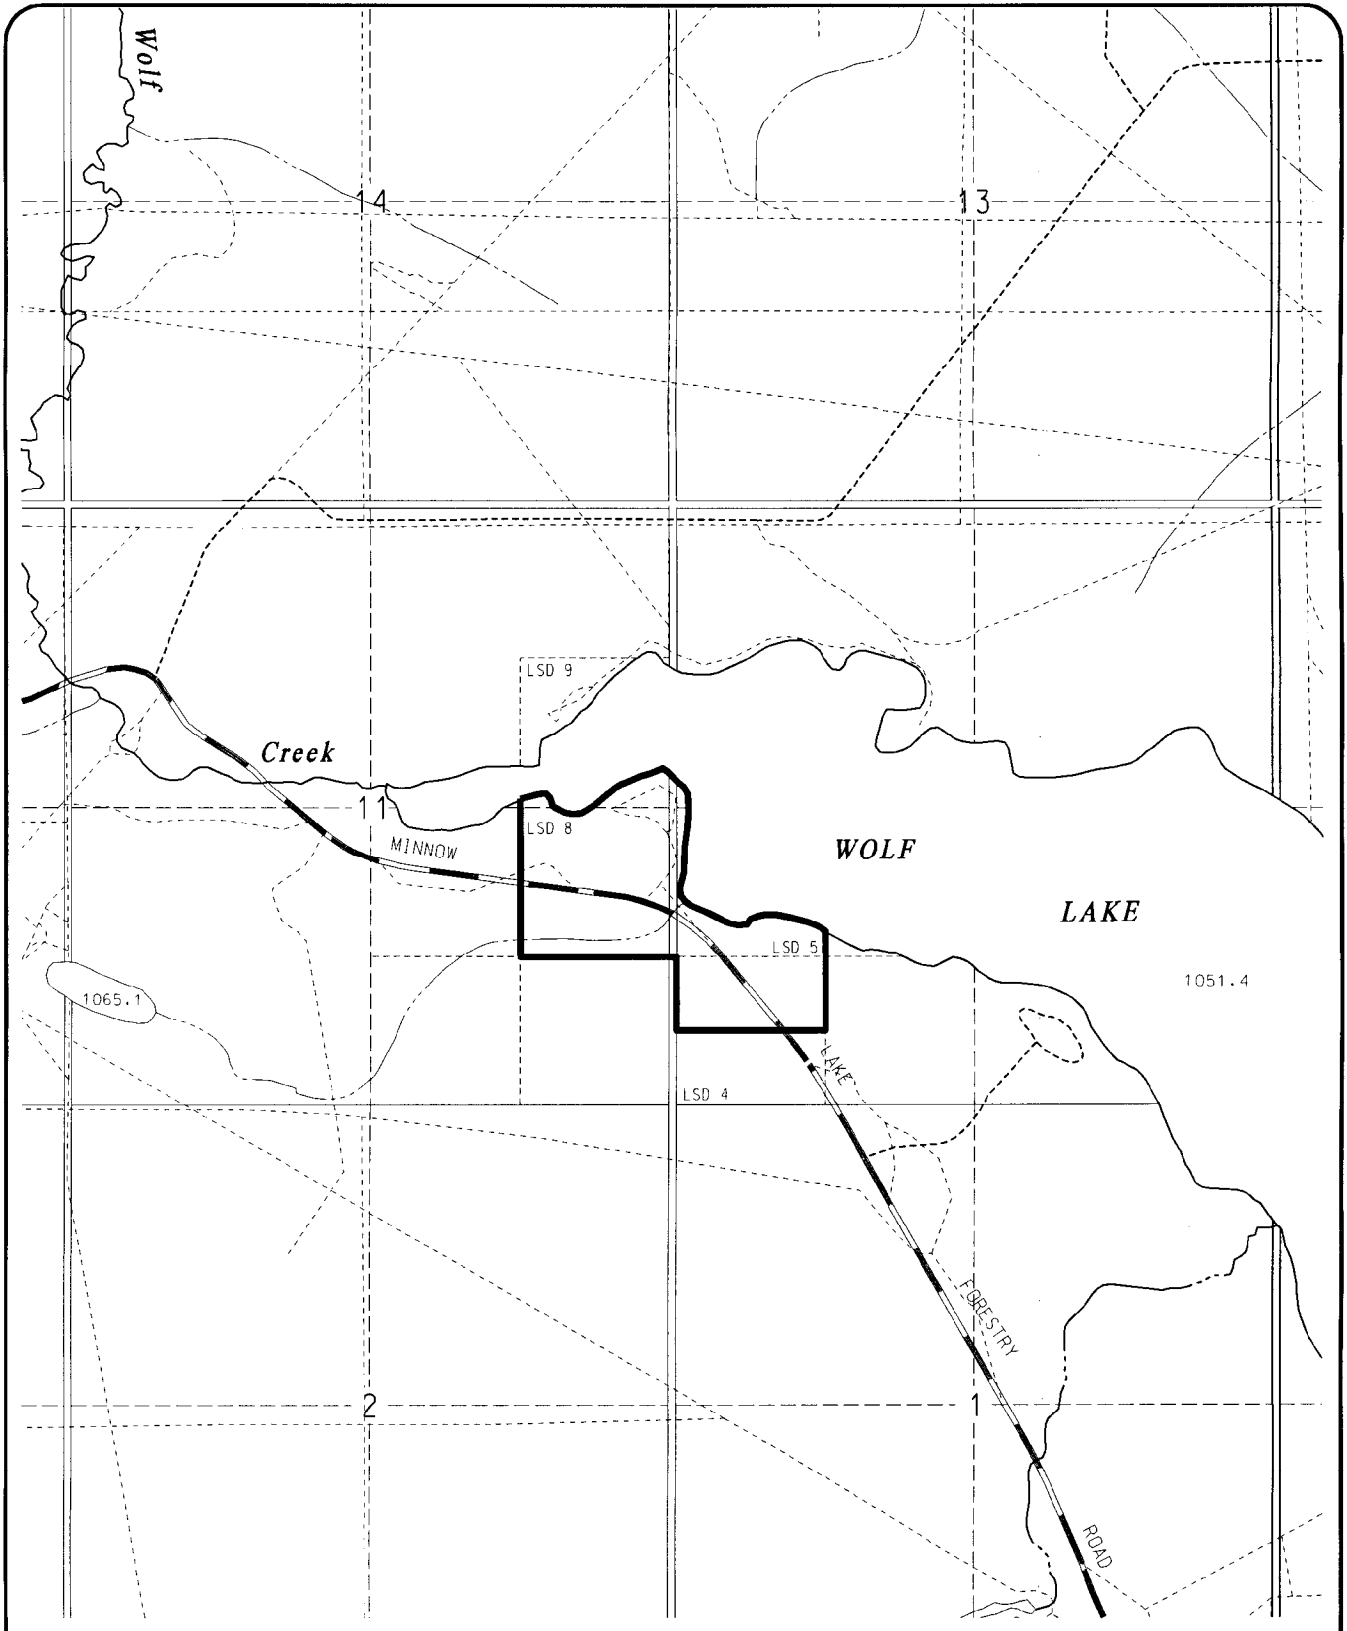 Wolf
14
13
LSD 9
Creek
11
LSD 8
MINNOW
WOLF
LAKE
LSD 5
1065.1
1051.4
LAKE
LSD 4
FORESTRY
2
1
ROAD